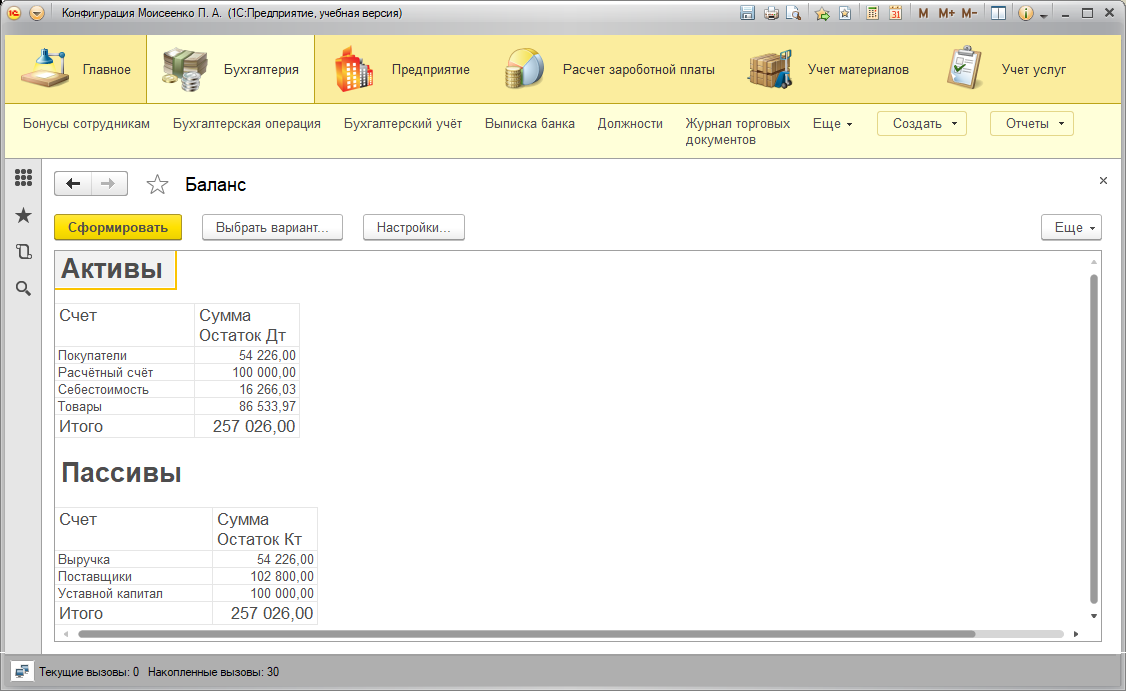 Конфигурация Моисеенко П. А. (1С:Предприятие, учебная версия)
M M+ M-
Главное
Бухгалтерия
Предприятие
Расчет зароботной платы
Учет материалов
Учет услуг
Бонусы сотрудникам
Бухгалтерская операция
Бухгалтерский учёт
Выписка банка
Должности
Журнал торговых
документов
Еще
Создать
Отчеты
Баланс
Сформировать
Выбрать вариант...
Настройки...
Еще
Активы
Счет Сумма
Остаток Дт
Покупатели 54 226,00
Расчётный счёт 100 000,00
Себестоимость 16 266,03
Товары 86 533,97
Итого 257 026,00
Пассивы
Счет Сумма
Остаток Кт
Выручка 54 226,00
Поставщики 102 800,00
Уставной капитал 100 000,00
Итого 257 026,00
Текущие вызовы: 0 Накопленные вызовы: 30